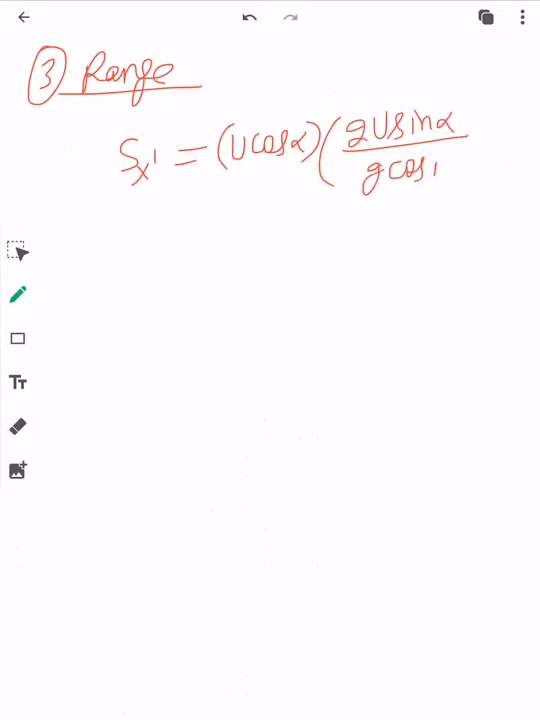 ③ Range
Sx' = (U cosα) ( 2U sinα / g cos